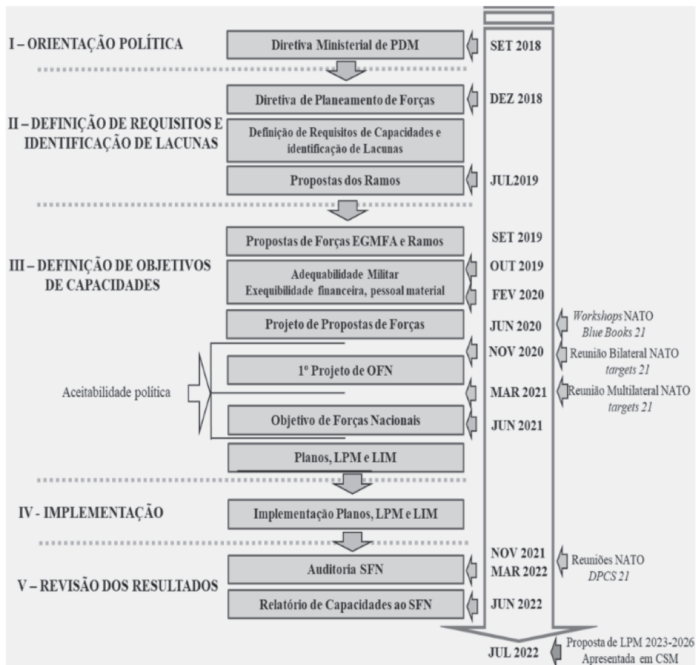 I – ORIENTAÇÃO POLÍTICA
Diretiva Ministerial de PDM
SET 2018
Diretiva de Planeamento de Forças
DEZ 2018
II – DEFINIÇÃO DE REQUISITOS E
IDENTIFICAÇÃO DE LACUNAS
Definição de Requisitos de Capacidades e
identificação de Lacunas
Propostas dos Ramos
JUL2019
Propostas de Forças EGMFA e Ramos
SET 2019
III – DEFINIÇÃO DE OBJETIVOS
DE CAPACIDADES
Adequabilidade Militar
Exequibilidade financeira, pessoal material
OUT 2019
FEV 2020
Projeto de Propostas de Forças
JUN 2020
Workshops NATO
Blue Books 21
NOV 2020
Reunião Bilateral NATO
targets 21
1º Projeto de OFN
Aceitabilidade política
MAR 2021
Reunião Multilateral NATO
targets 21
Objetivo de Forças Nacionais
JUN 2021
Planos, LPM e LIM
IV - IMPLEMENTAÇÃO
Implementação Planos, LPM e LIM
V – REVISÃO DOS RESULTADOS
Auditoria SFN
NOV 2021
MAR 2022
Reuniões NATO
DPCS 21
Relatório de Capacidades ao SFN
JUN 2022
JUL 2022
Proposta de LPM 2023-2026
Apresentada em CSM